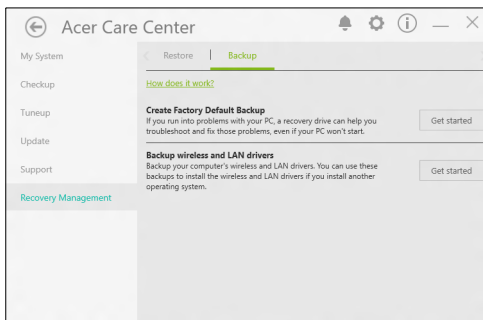 Acer Care Center
My System
Restore
Backup
Checkup
How does it work?
Create Factory Default Backup
If you run into problems with your PC, a recovery drive can help you
troubleshoot and fix those problems, even if your PC won't start.
Get started
Tuneup
Update
Backup wireless and LAN drivers
Backup your computer's wireless and LAN drivers. You can use these
backups to install the wireless and LAN drivers if you install another
operating system.
Get started
Support
Recovery Management